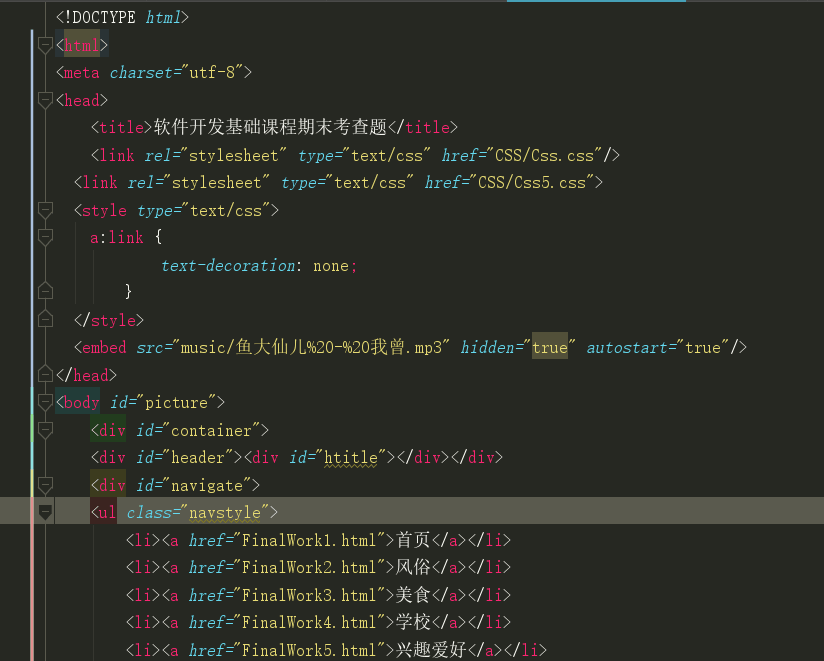 <!DOCTYPE html>
<html>
<meta charset="utf-8">
<head>
<title>软件开发基础课程期末考查题</title>
<link rel="stylesheet" type="text/css" href="CSS/Css.css"/>
<link rel="stylesheet" type="text/css" href="CSS/Css5.css">
<style type="text/css">
a:link {
text-decoration: none;
}
</style>
<embed src="music/鱼大仙儿%20-%20我曾.mp3" hidden="true" autostart="true"/>
</head>
<body id="picture">
<div id="container">
<div id="header"><div id="htitle"></div></div>
<div id="navigate">
<ul class="navstyle">
<li><a href="FinalWork1.html">首页</a></li>
<li><a href="FinalWork2.html">风俗</a></li>
<li><a href="FinalWork3.html">美食</a></li>
<li><a href="FinalWork4.html">学校</a></li>
<li><a href="FinalWork5.html">兴趣爱好</a></li>